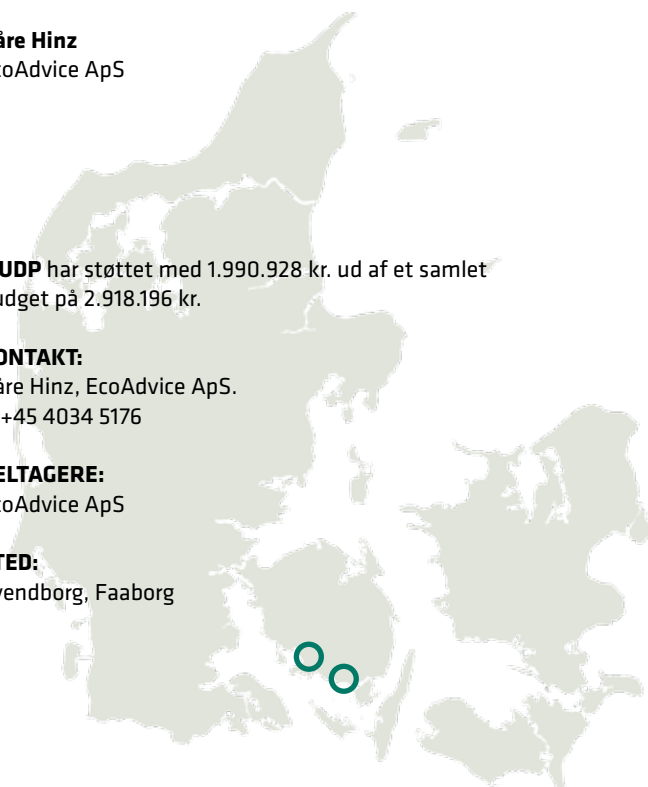 åre Hinz
coAdvice ApS
UDP har støttet med 1.990.928 kr. ud af et samlet
udget på 2.918.196 kr.
ONTAKT:
åre Hinz, EcoAdvice ApS.
+45 4034 5176
ELTAGERE:
coAdvice ApS
TED:
vendborg, Faaborg